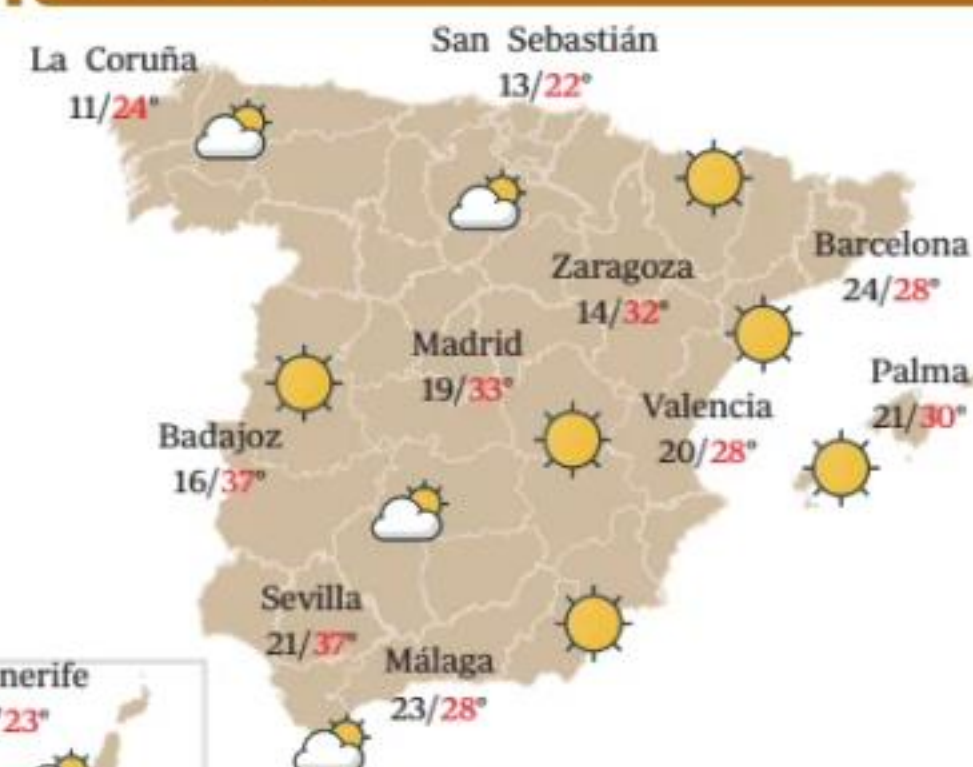 La Coruña
11/24°
San Sebastián
13/22°
Zaragoza
14/32°
Barcelona
24/28°
Madrid
19/33°
Palma
21/30°
Valencia
20/28°
Badajoz
16/37°
Sevilla
21/37°
Málaga
23/28°
nerife
/23°